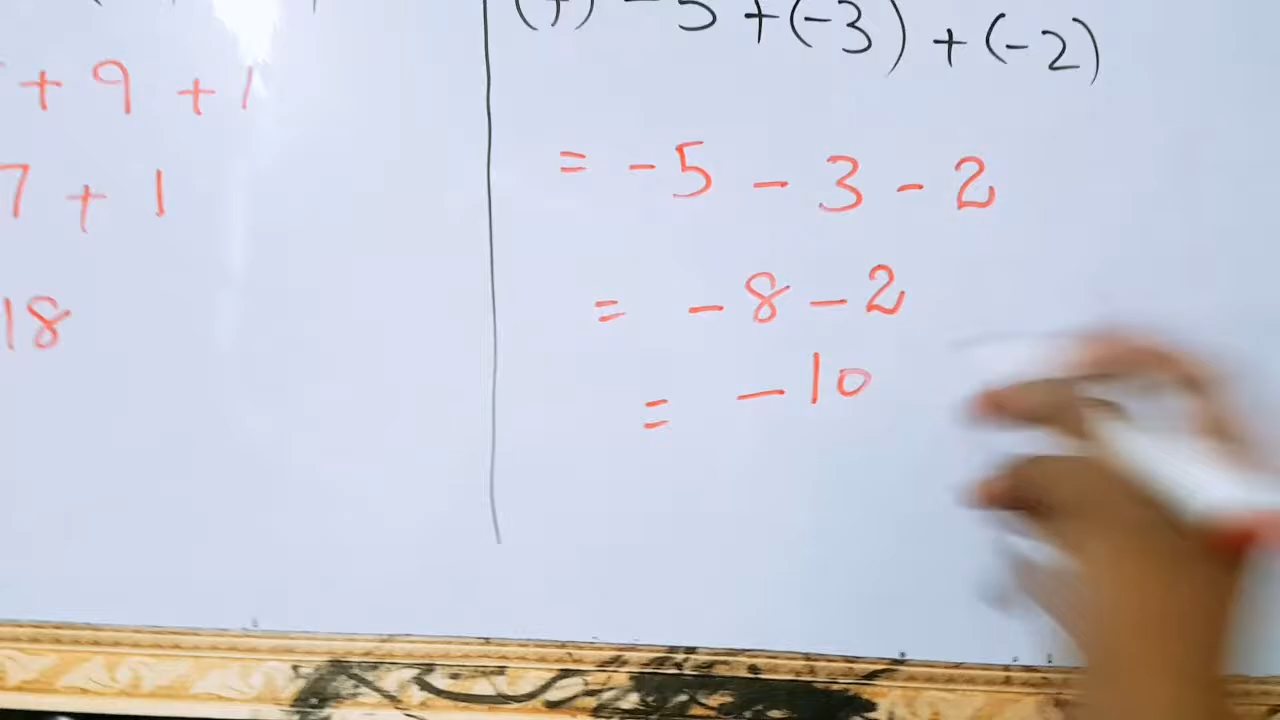 + 9 + 1
7 + 1
18
- 5 + (-3) + (-2)
= - 5 - 3 - 2
= - 8 - 2
= - 10